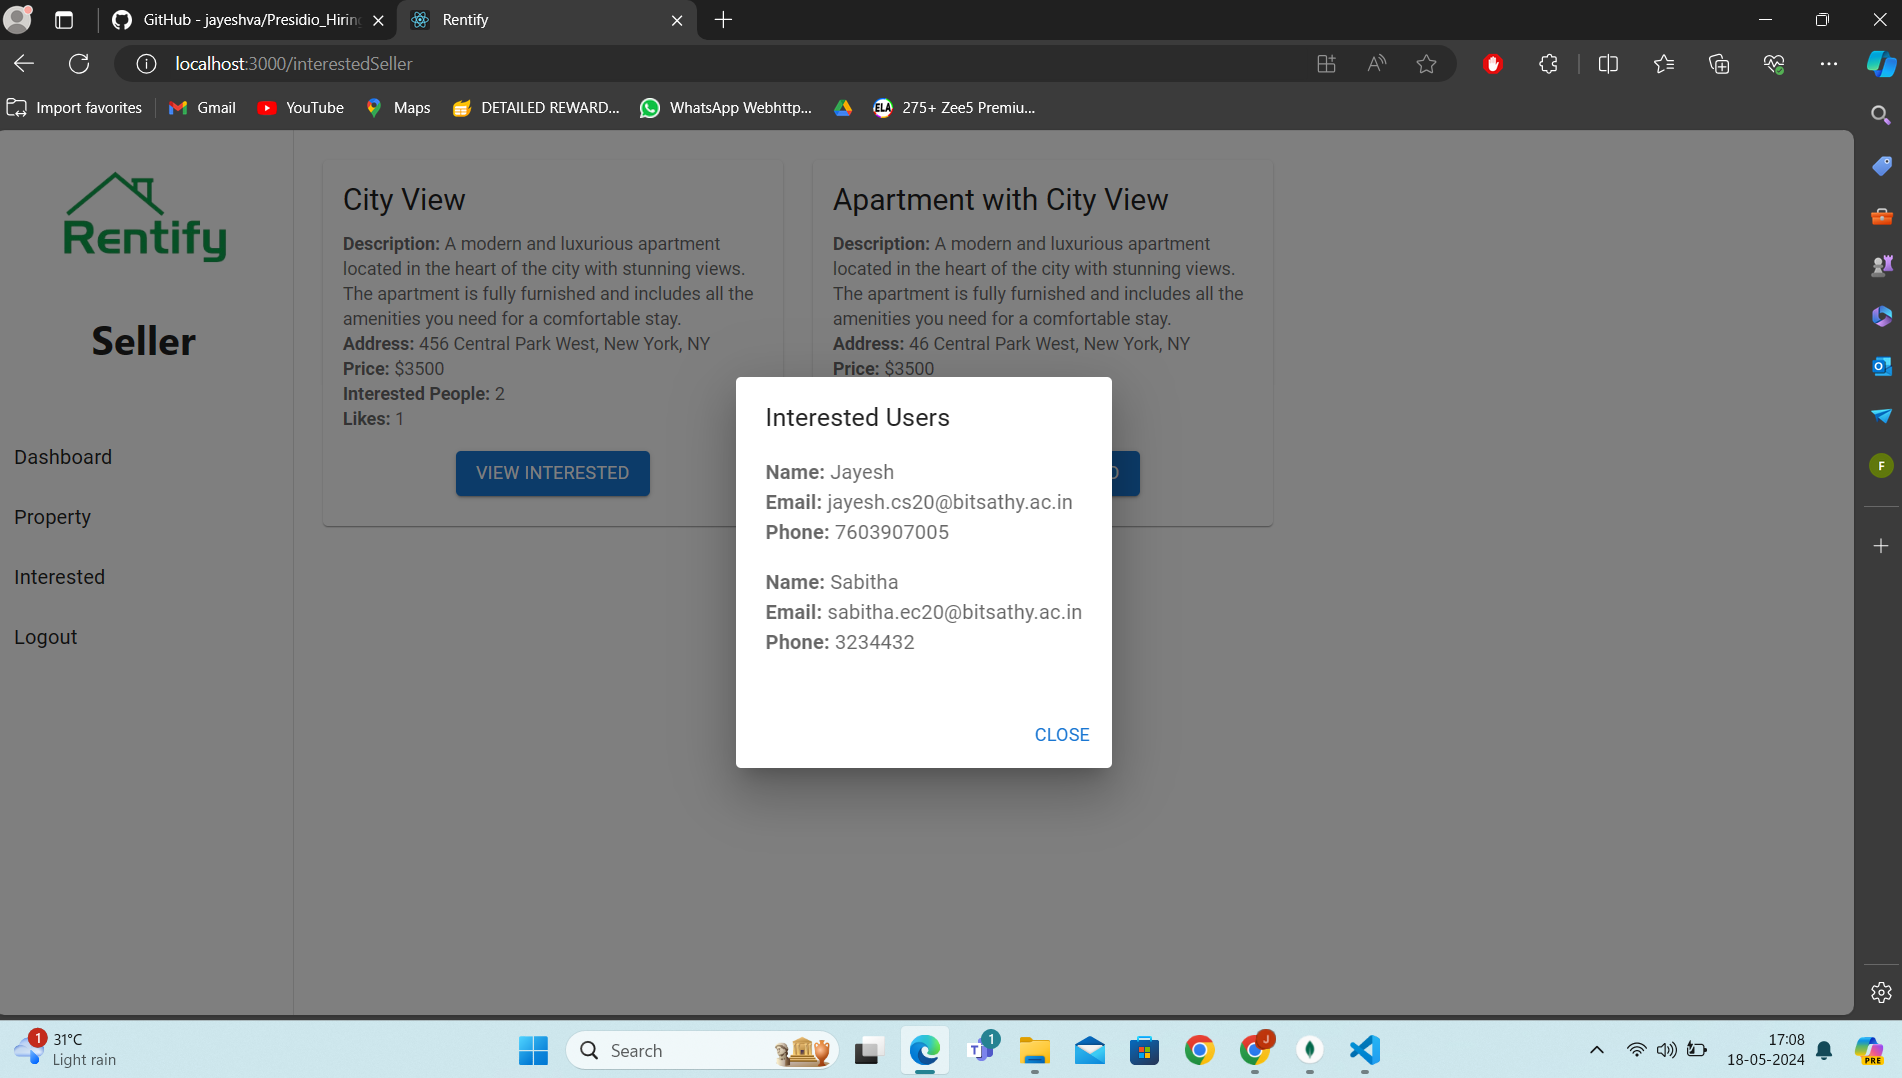 GitHub - jayeshva/Presidio_Hiring
Rentify
localhost:3000/interestedSeller
Import favorites
Gmail
YouTube
Maps
DETAILED REWARD...
WhatsApp Webhttp...
ELA
275+ Zee5 Premiu...
Rentify
Seller
Dashboard
Property
Interested
Logout
City View
Description: A modern and luxurious apartment
located in the heart of the city with stunning views.
The apartment is fully furnished and includes all the
amenities you need for a comfortable stay.
Address: 456 Central Park West, New York, NY
Price: $3500
Interested People: 2
Likes: 1
VIEW INTERESTED
Apartment with City View
Description: A modern and luxurious apartment
located in the heart of the city with stunning views.
The apartment is fully furnished and includes all the
amenities you need for a comfortable stay.
Address: 46 Central Park West, New York, NY
Price: $3500
D
Interested Users
Name: Jayesh
Email: jayesh.cs20@bitsathy.ac.in
Phone: 7603907005
Name: Sabitha
Email: sabitha.ec20@bitsathy.ac.in
Phone: 3234432
CLOSE
F
1
31°C
Light rain
Search
1
J
17:08
18-05-2024
PRE